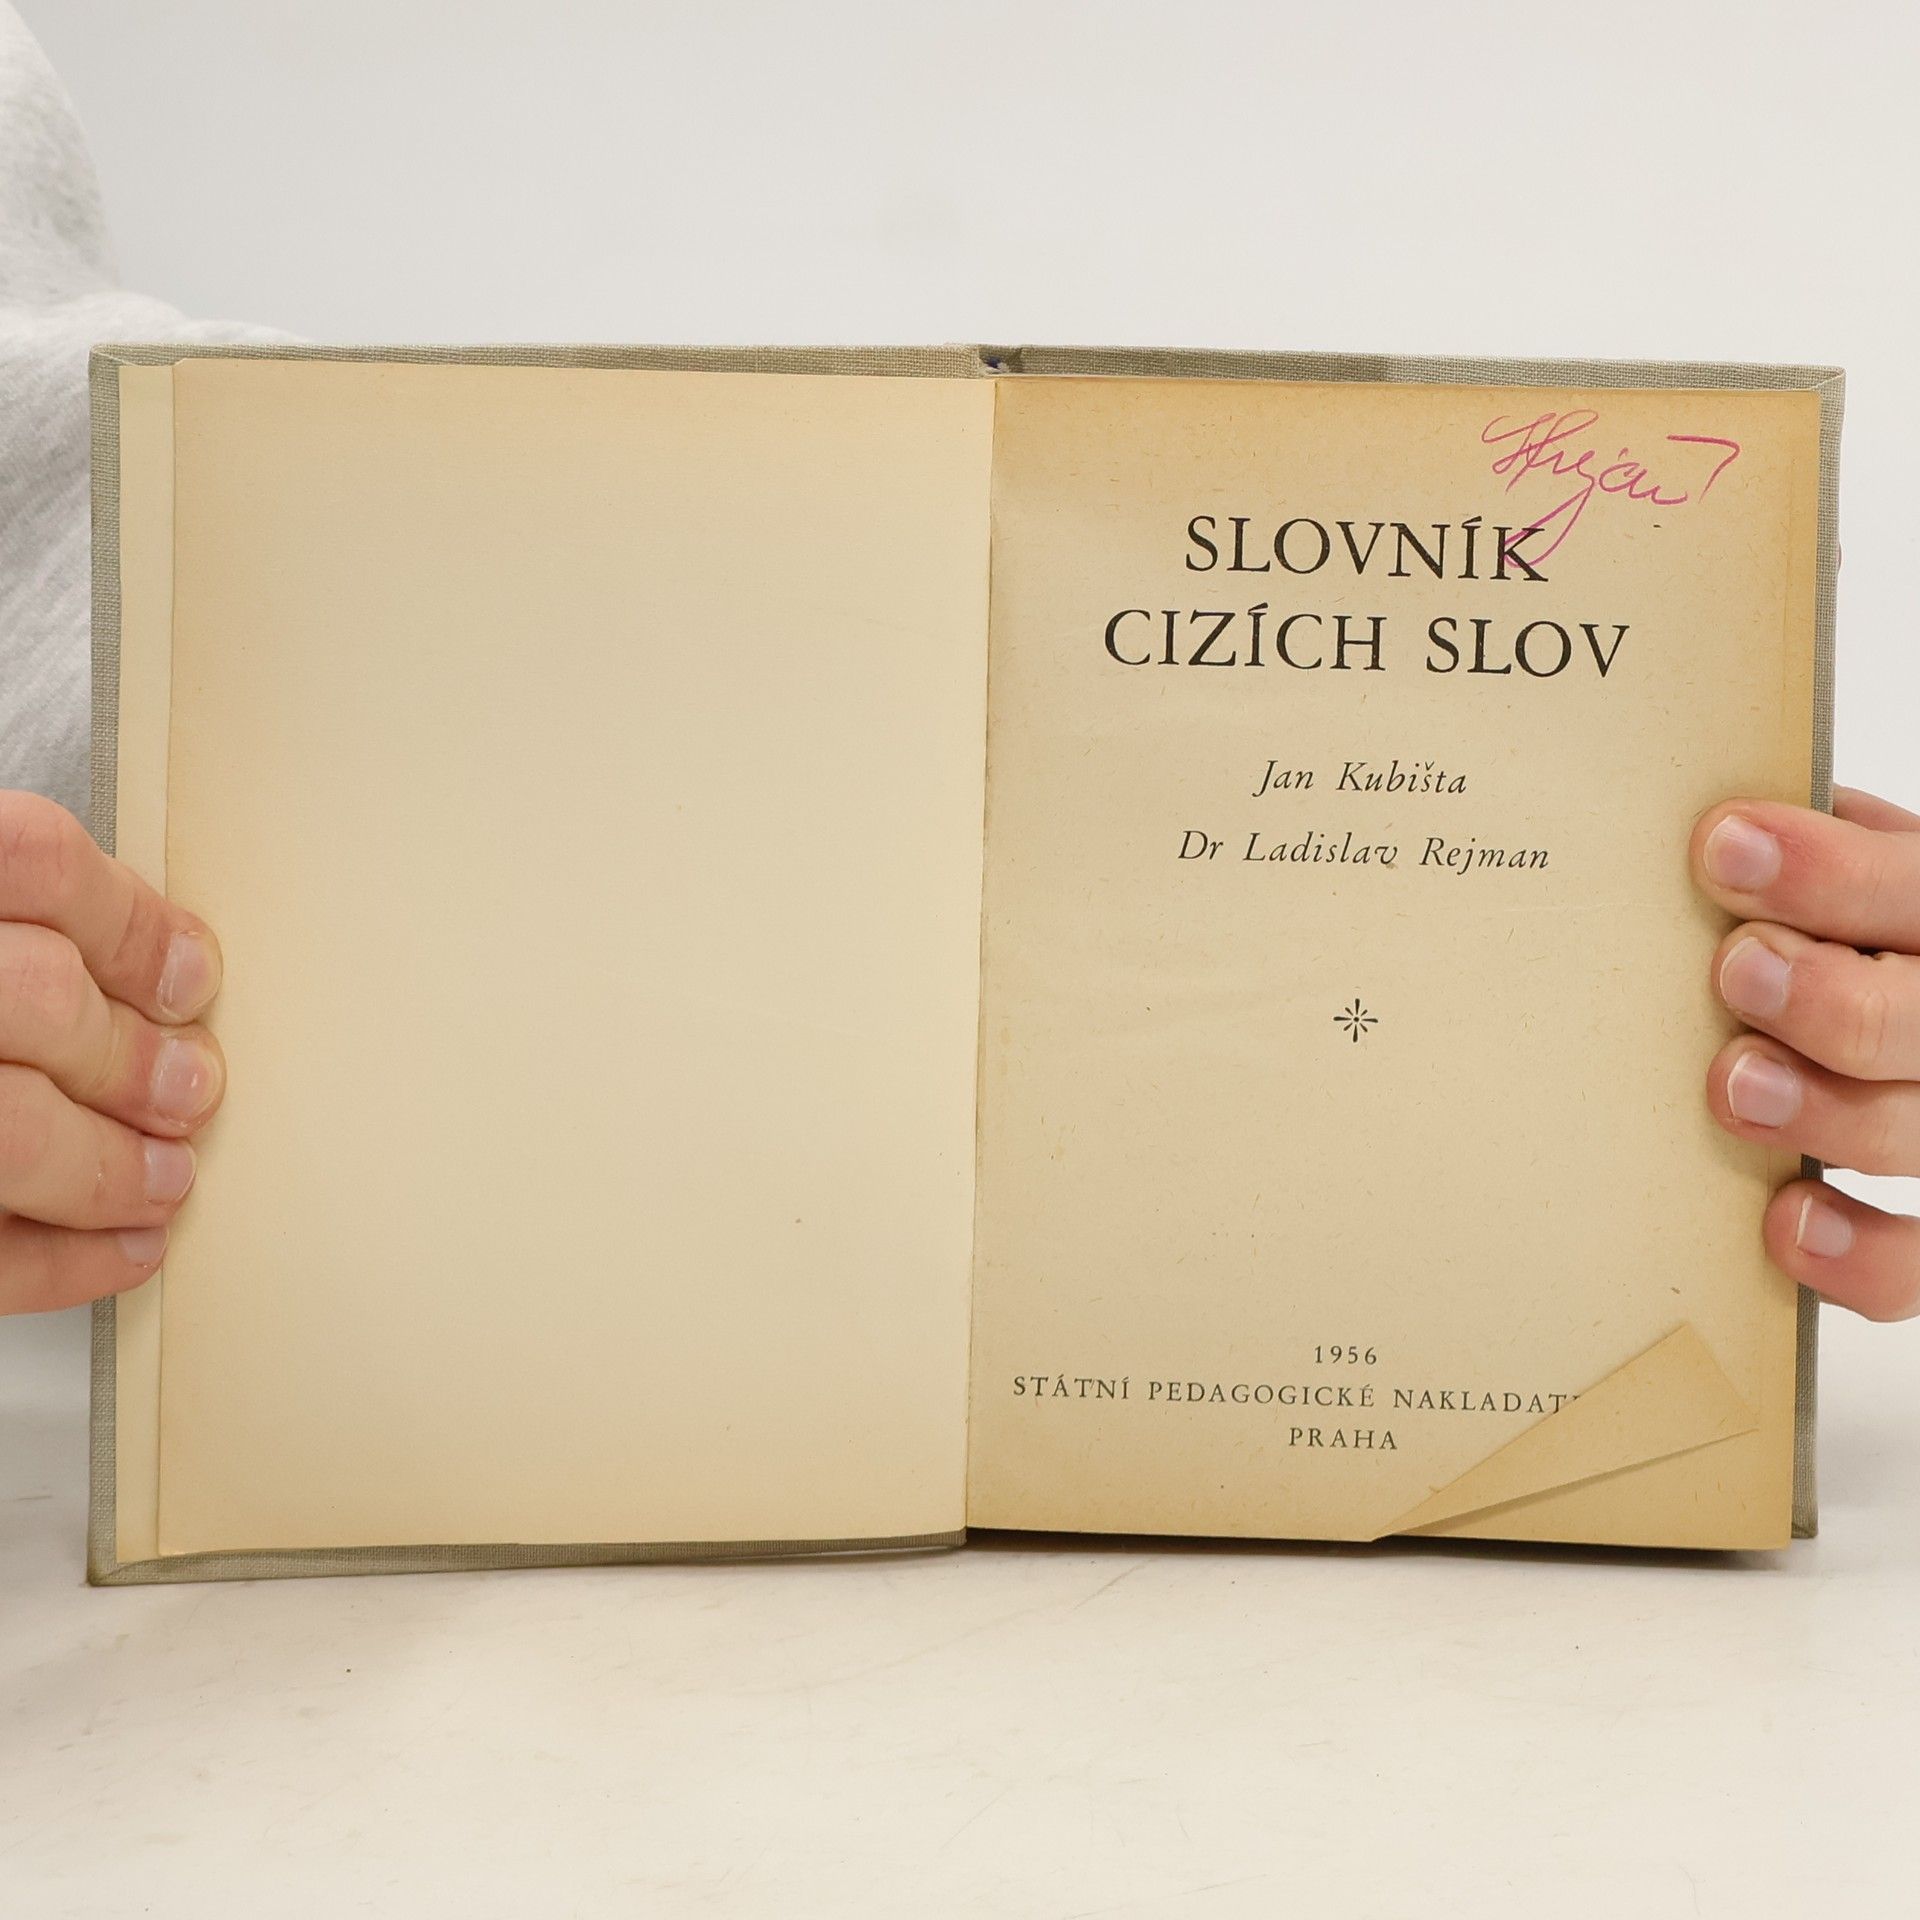 SLOVNÍK
CIZÍCH SLOV
Jan Kubišta
Dr Ladislav Rejman
1956
STÁTNÍ PEDAGOGICKÉ NAKLADAT
PRAHA